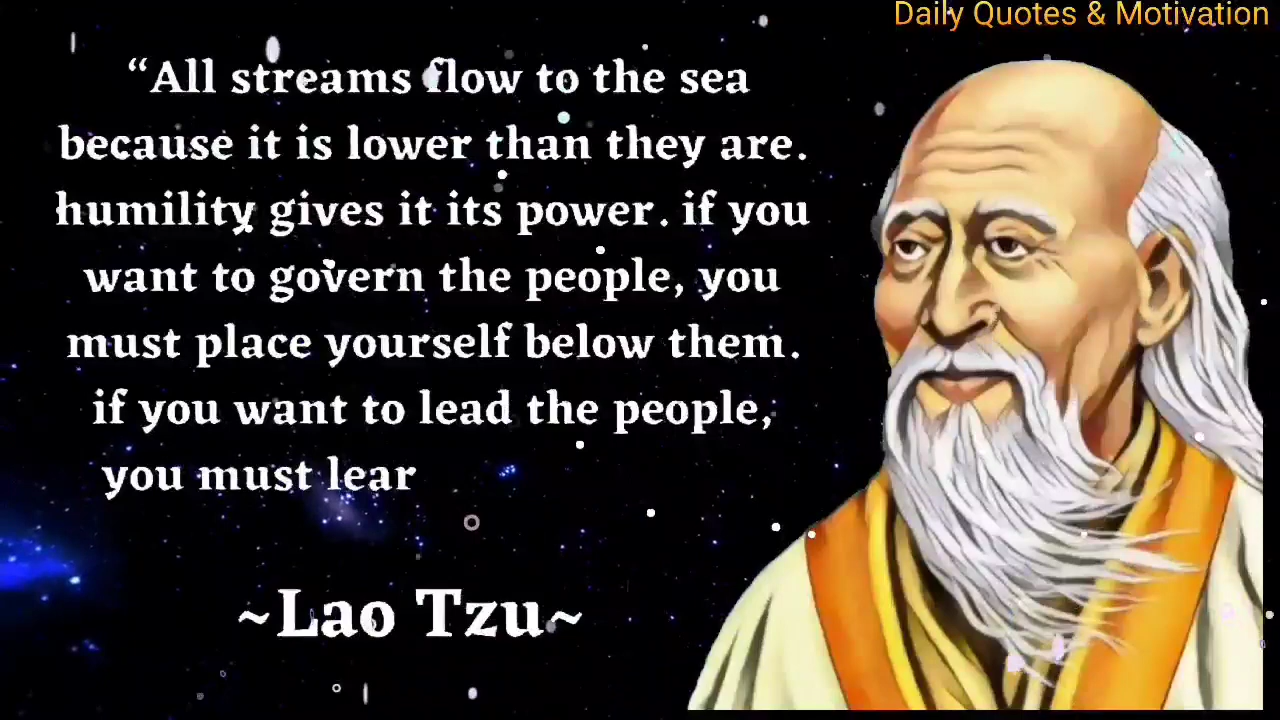 Daily Quotes & Motivation
“All streams flow to the sea
because it is lower than they are.
humility gives it its power. if you
want to govern the people, you
must place yourself below them.
if you want to lead the people,
you must lear
~Lao Tzu~